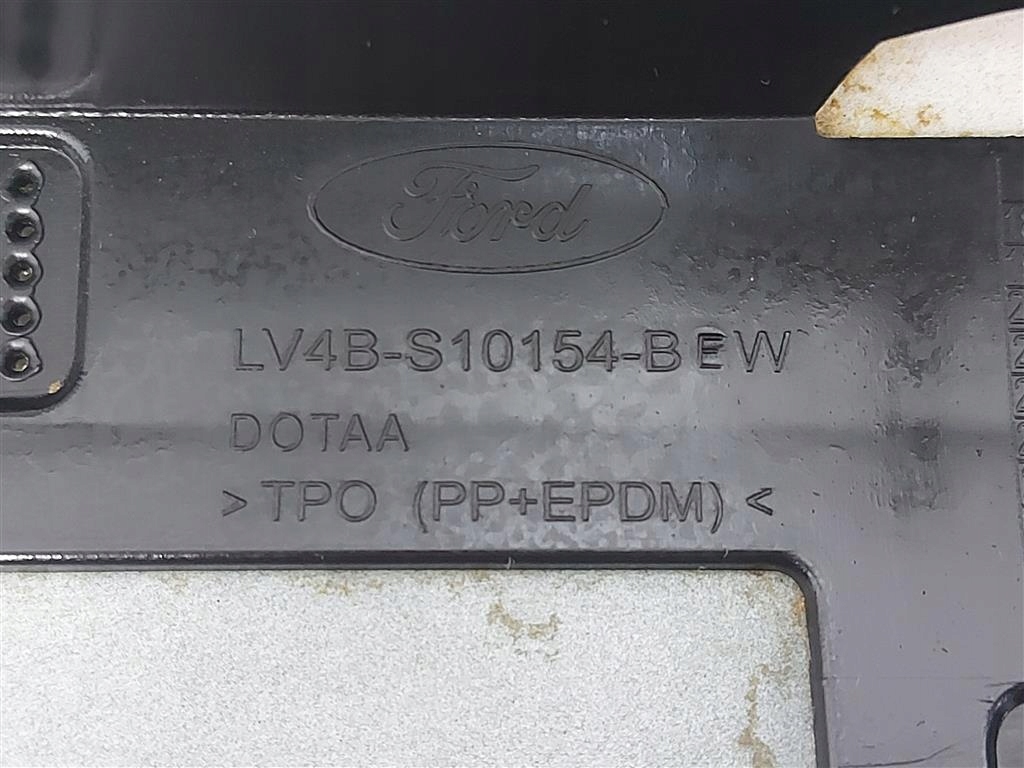 Ford
LV4B-S10154-BEW
DOTAA
>TPO (PP+EPDM)<